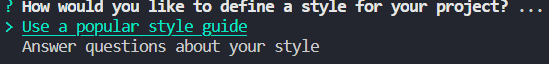 ? How would you like to define a style for your project? ...
> Use a popular style guide
Answer questions about your style